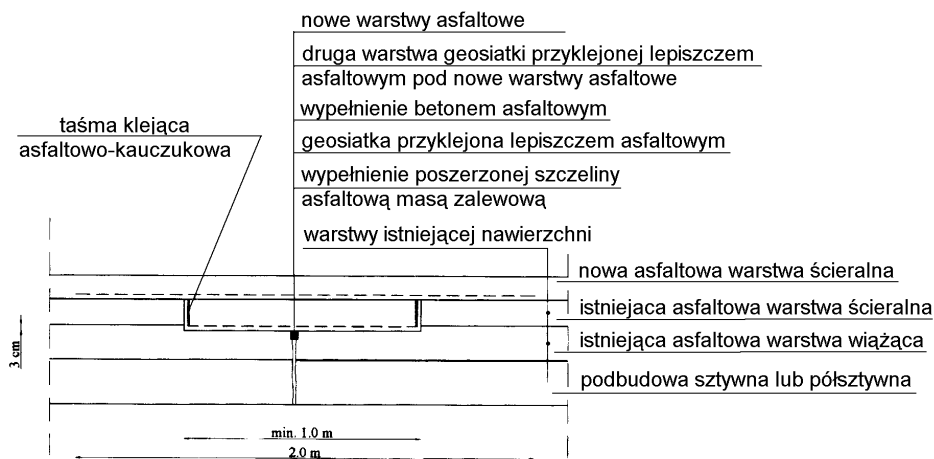 nowe warstwy asfaltowe
druga warstwa geosiatki przyklejonej lepiszczem
asfaltowym pod nowe warstwy asfaltowe
wypełnienie betonem asfaltowym
geosiatka przyklejona lepiszczem asfaltowym
wypełnienie poszerzonej szczeliny
asfaltową masą zalewową
warstwy istniejącej nawierzchni
taśma klejąca
asfaltowo-kauczukowa
nowa asfaltowa warstwa ścieralna
istniejaca asfaltowa warstwa ścieralna
istniejąca asfaltowa warstwa wiążąca
podbudowa sztywna lub półsztywna
3 cm
min. 1.0 m
2.0 m